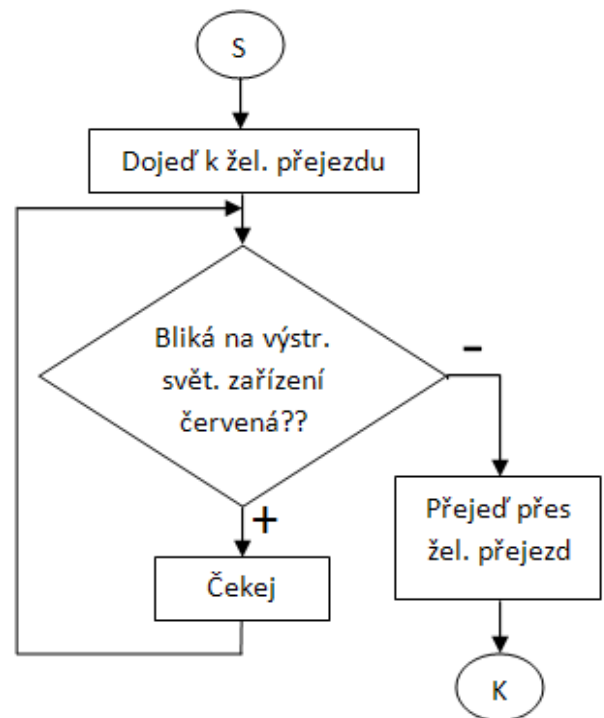 S
Dojeď k žel. přejezdu
Bliká na výstr.
svět. zařízení
červená??
-
+
Přejeď přes
žel. přejezd
Čekej
K